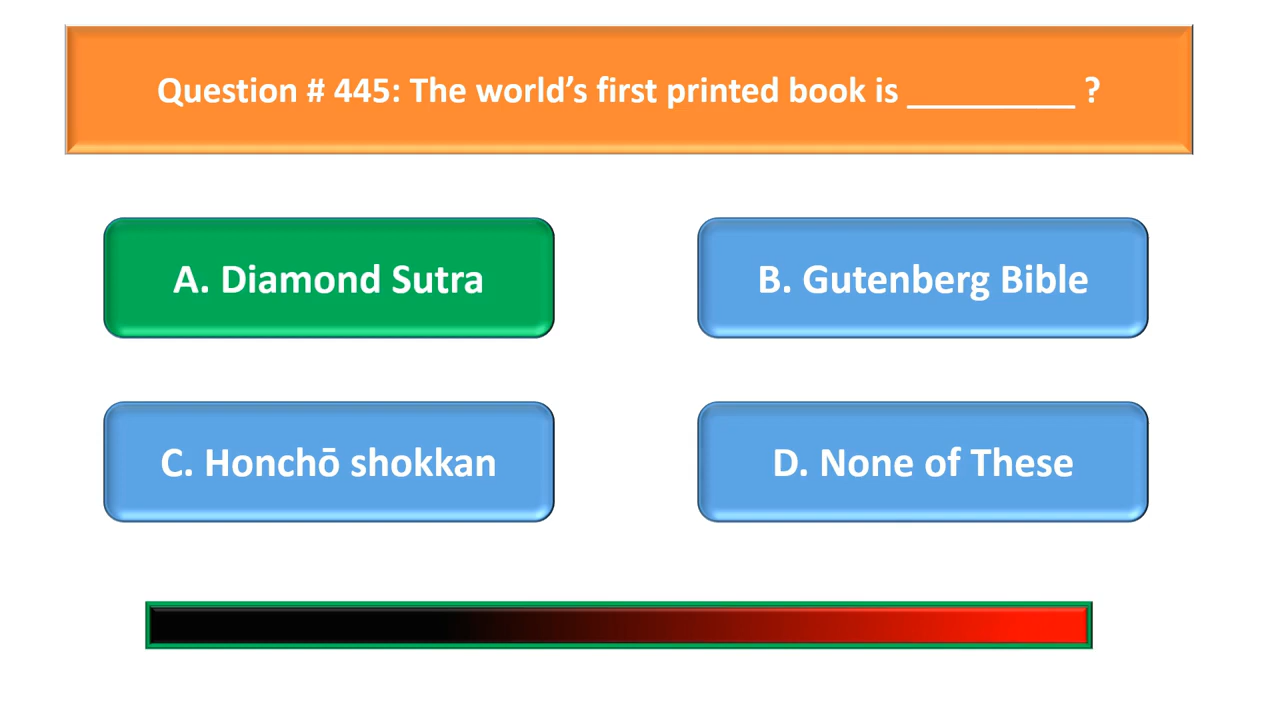 Question # 445: The world’s first printed book is __________ ?
A. Diamond Sutra
B. Gutenberg Bible
C. Honchō shokkan
D. None of These